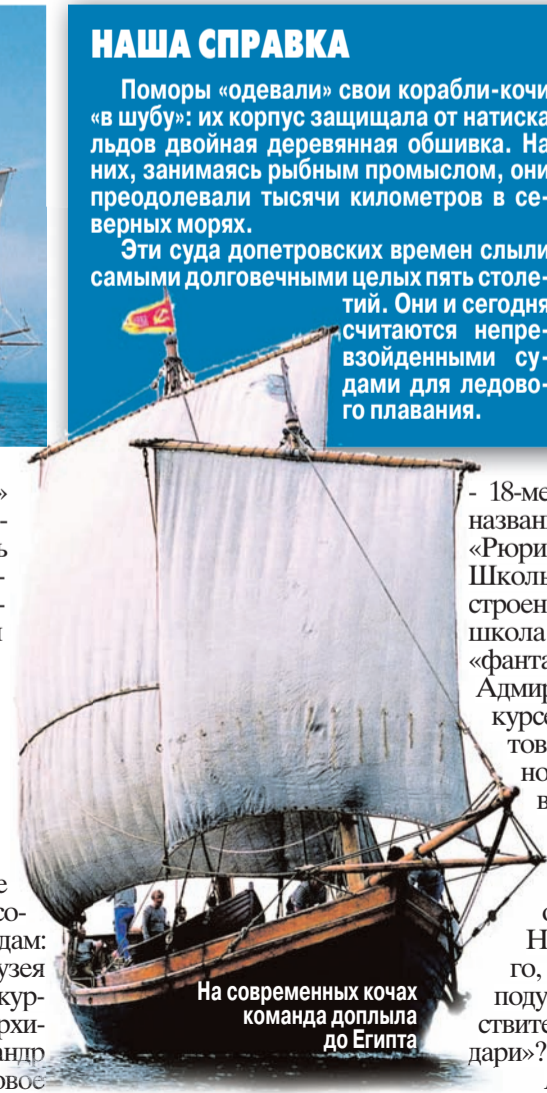 НАША СПРАВКА
Поморы «одевали» свои корабли-кочи
«в шубу»: их корпус защищала от натиска
льдов двойная деревянная обшивка. На
них, занимаясь рыбным промыслом, они
преодолевали тысячи километров в се-
верных морях.
Эти суда допетровских времен слыли
самыми долговечными целых пять столе-
тий. Они и сегодня
считаются непре-
взойденными су-
дами для ледово-
го плавания.
На современных кочах
команда доплыла
до Египта
дам:
узея
кур-
рхи-
андр
овое
- 18-ме
названи
«Рюри
Школь
строен
школа
«фанта
Адмир
курсо
тов
но
в
Н
го,
поду
ствите
дари»?